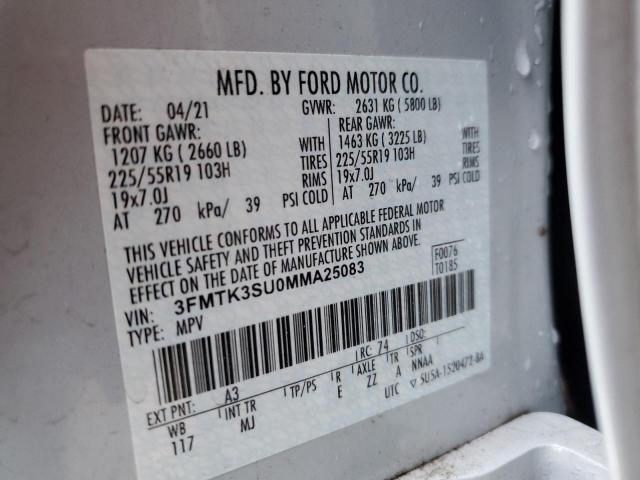 MFD. BY FORD MOTOR CO.
DATE: 04/21 GVWR: 2631 KG ( 5800 LB)
FRONT GAWR: REAR GAWR:
1207 KG ( 2660 LB) WITH 1463 KG ( 3225 LB) WITH
225/55R19 103H TIRES 225/55R19 103H TIRES
19x7.0J RIMS 19x7.0J RIMS
AT 270 kPa/ 39 PSI COLD AT 270 kPa/ 39 PSI COLD
THIS VEHICLE CONFORMS TO ALL APPLICABLE FEDERAL MOTOR
VEHICLE SAFETY AND THEFT PREVENTION STANDARDS IN
EFFECT ON THE DATE OF MANUFACTURE SHOWN ABOVE.
F0076
T0185
VIN: 3FMTK3SU0MMA25083
TYPE: MPV
EXT PNT: A3 RC: 74 DSO:
WB INT TR TP/PS R AXLE TR SPR
117 MJ E ZZ A NNAA
UTC SU5A-1520472-BA